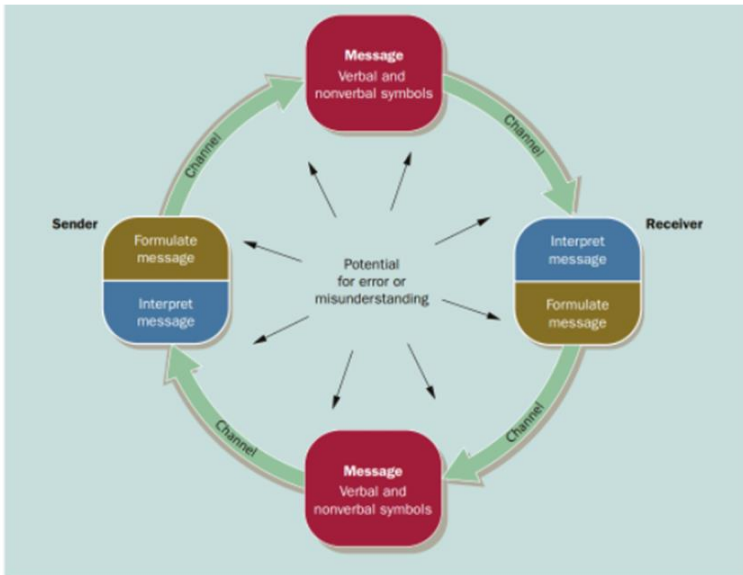 Message
Verbal and
nonverbal symbols
Channel
Channel
Sender
Receiver
Formulate
message
Interpret
message
Potential
for error or
misunderstanding
Interpret
message
Formulate
message
Channel
Channel
Message
Verbal and
nonverbal symbols